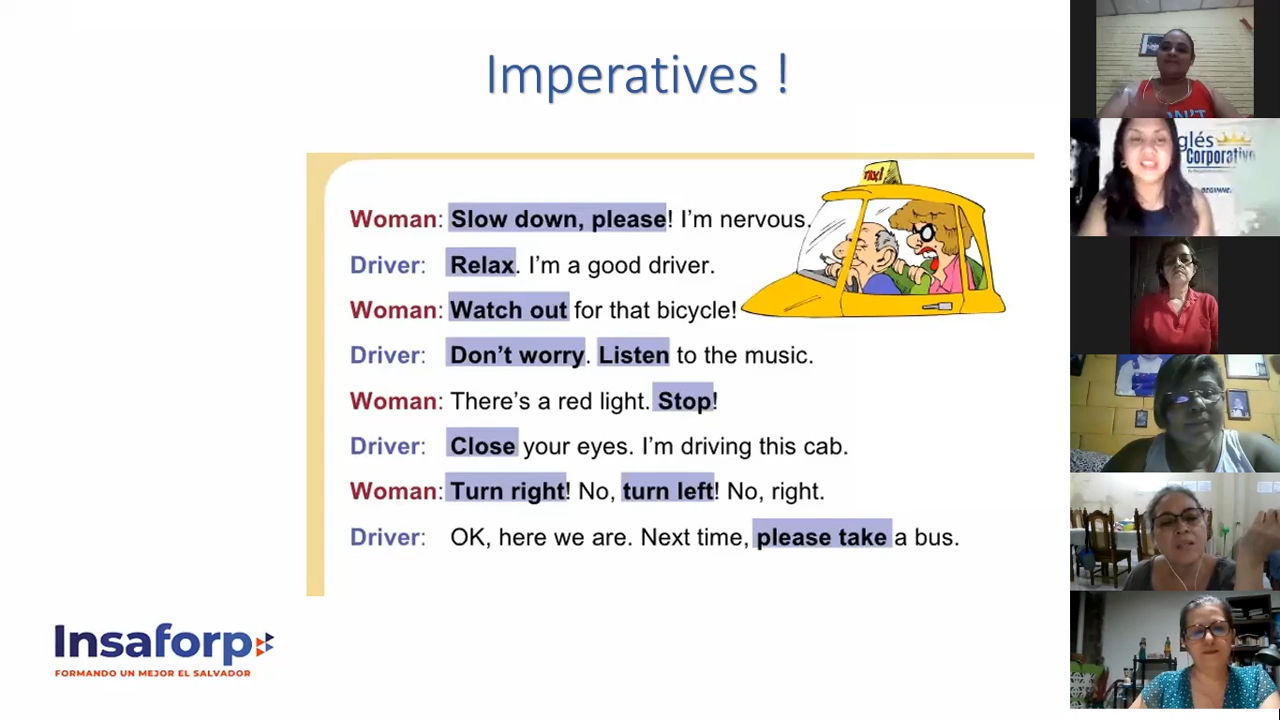 Imperatives !
TAXI
Woman: Slow down, please! I'm nervous.
Driver: Relax. I'm a good driver.
Woman: Watch out for that bicycle!
Driver: Don't worry. Listen to the music.
Woman: There's a red light. Stop!
Driver: Close your eyes. I'm driving this cab.
Woman: Turn right! No, turn left! No, right.
Driver: OK, here we are. Next time, please take a bus.
Insaforp
FORMANDO UN MEJOR EL SALVADOR
glés
Corporativo